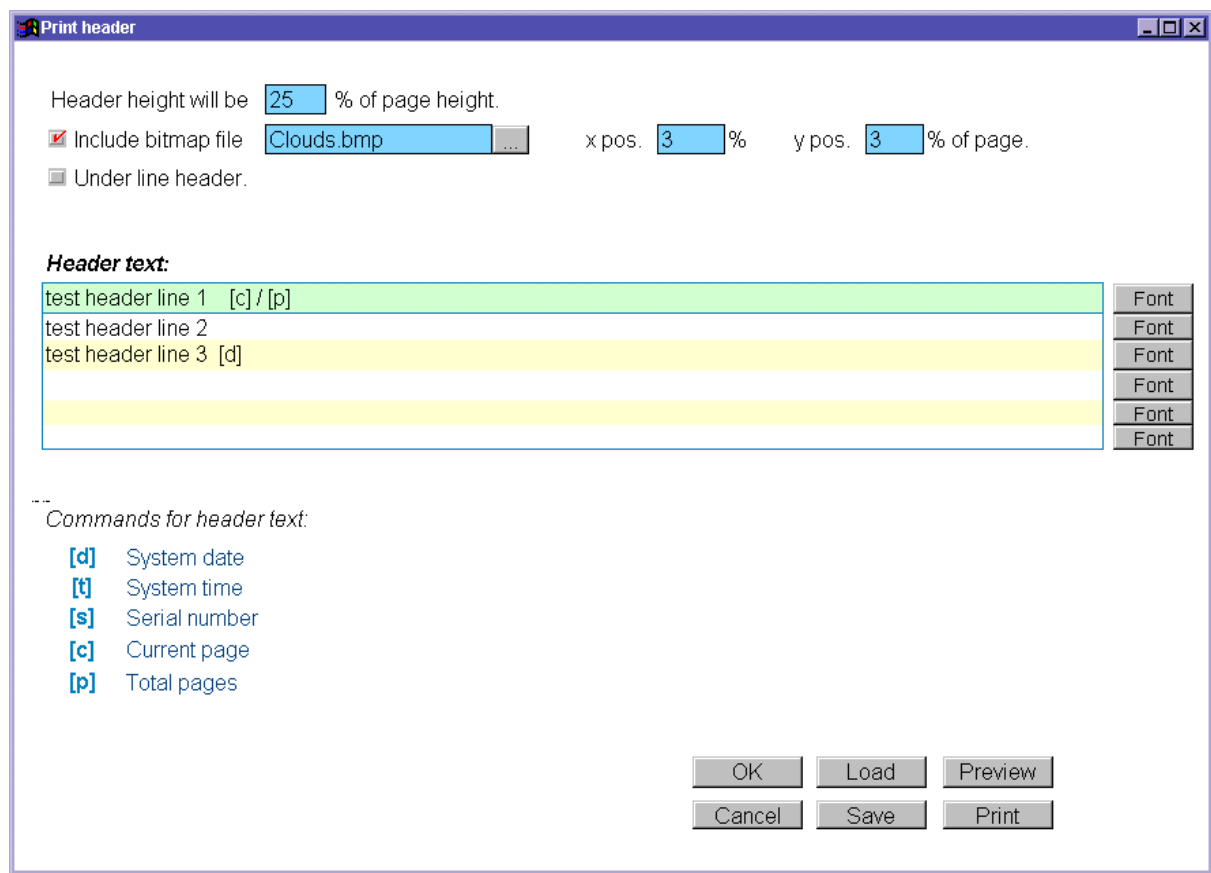 Print header
Header height will be 25 % of page height.
Include bitmap file Clouds.bmp ... x pos. 3 % y pos. 3 % of page.
Under line header.
Header text:
test header line 1 [c] / [p] Font
test header line 2 Font
test header line 3 [d] Font
Font
Font
Font
Commands for header text:
[d] System date
[t] System time
[s] Serial number
[c] Current page
[p] Total pages
OK Load Preview
Cancel Save Print